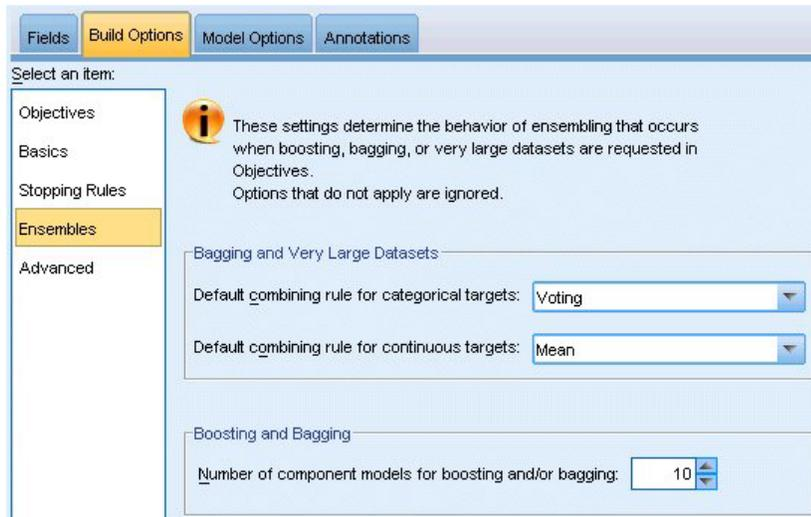 Fields Build Options Model Options Annotations
Select an item:
Objectives
Basics
Stopping Rules
Ensembles
Advanced
These settings determine the behavior of ensembling that occurs
when boosting, bagging, or very large datasets are requested in
Objectives.
Options that do not apply are ignored.
Bagging and Very Large Datasets
Default combining rule for categorical targets: Voting
Default combining rule for continuous targets: Mean
Boosting and Bagging
Number of component models for boosting and/or bagging: 10